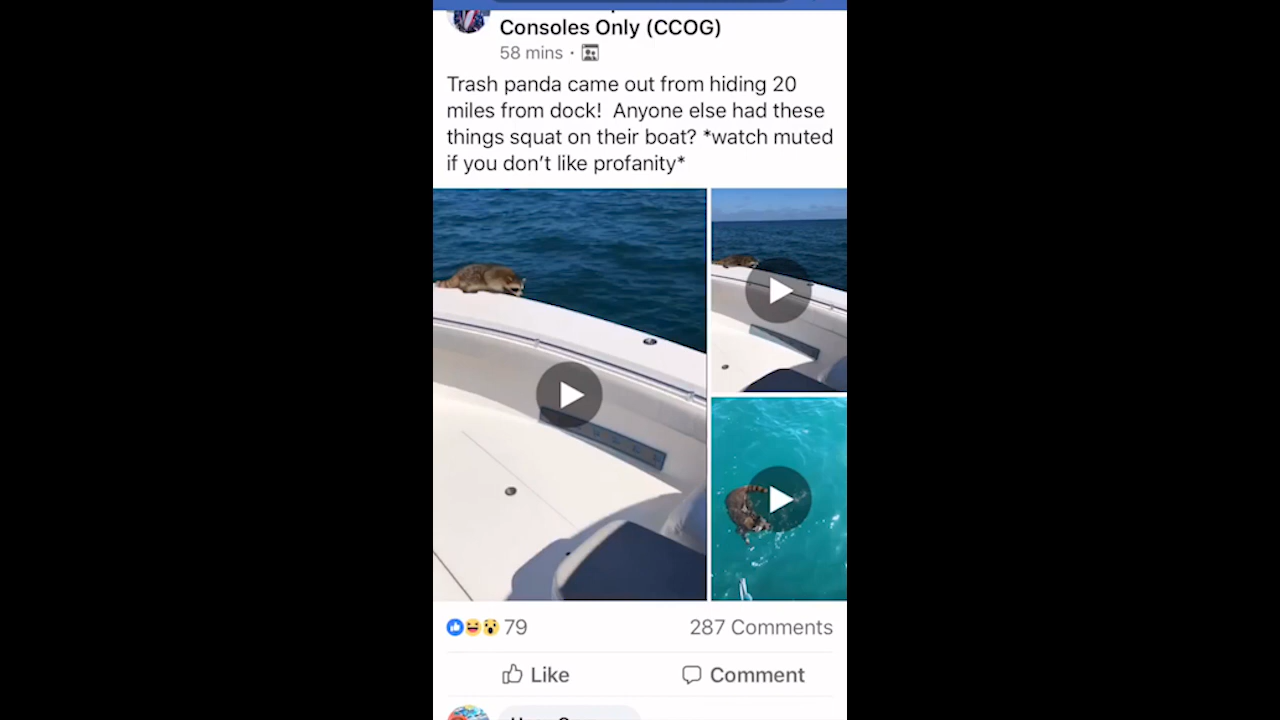 Consoles Only (CCOG)
58 mins ·
Trash panda came out from hiding 20
miles from dock!  Anyone else had these
things squat on their boat? *watch muted
if you don’t like profanity*
79
287 Comments
Like
Comment